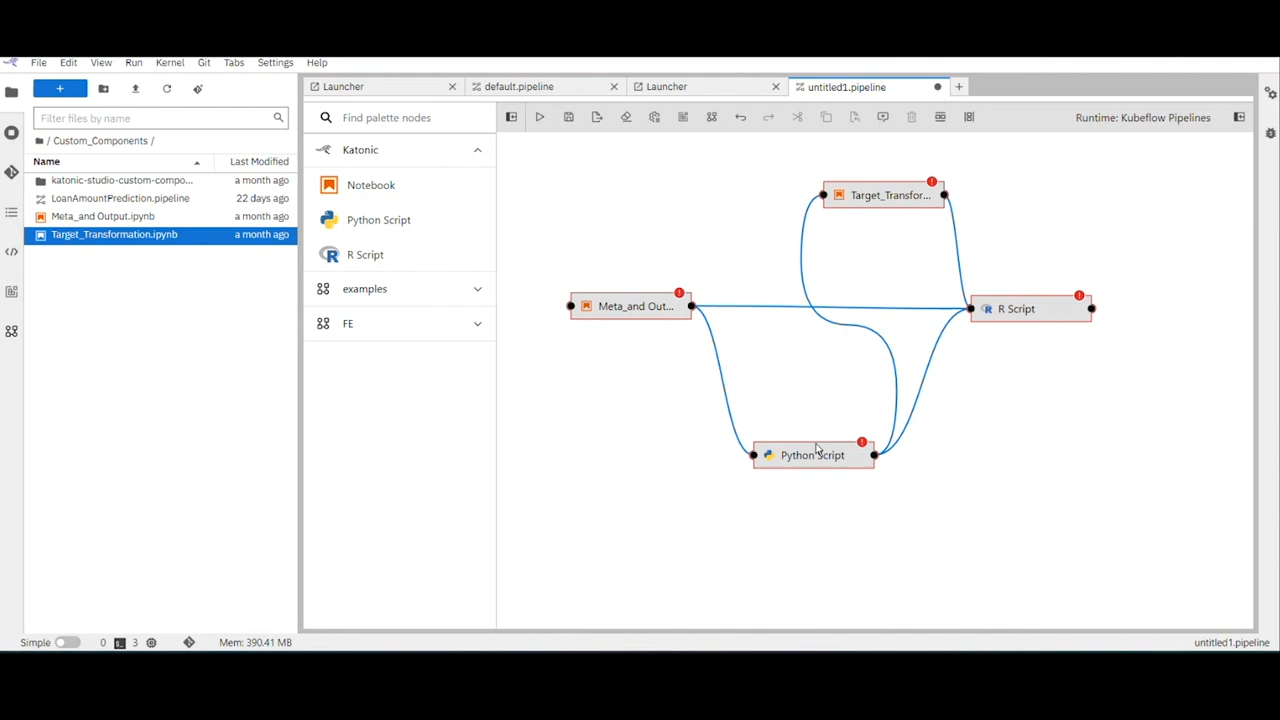 File Edit View Run Kernel Git Tabs Settings Help
+
Launcher
default.pipeline
Launcher
untitled1.pipeline
+
Filter files by name
/ Custom_Components /
Name Last Modified
katonic-studio-custom-compo... a month ago
LoanAmountPrediction.pipeline 22 days ago
Meta_and Output.ipynb a month ago
Target_Transformation.ipynb a month ago
Find palette nodes
Katonic
Notebook
Python Script
R Script
examples
FE
Runtime: Kubeflow Pipelines
Target_Transfor...
Meta_and Out...
R Script
Python Script
Simple 0 3 Mem: 390.41 MB
untitled1.pipeline